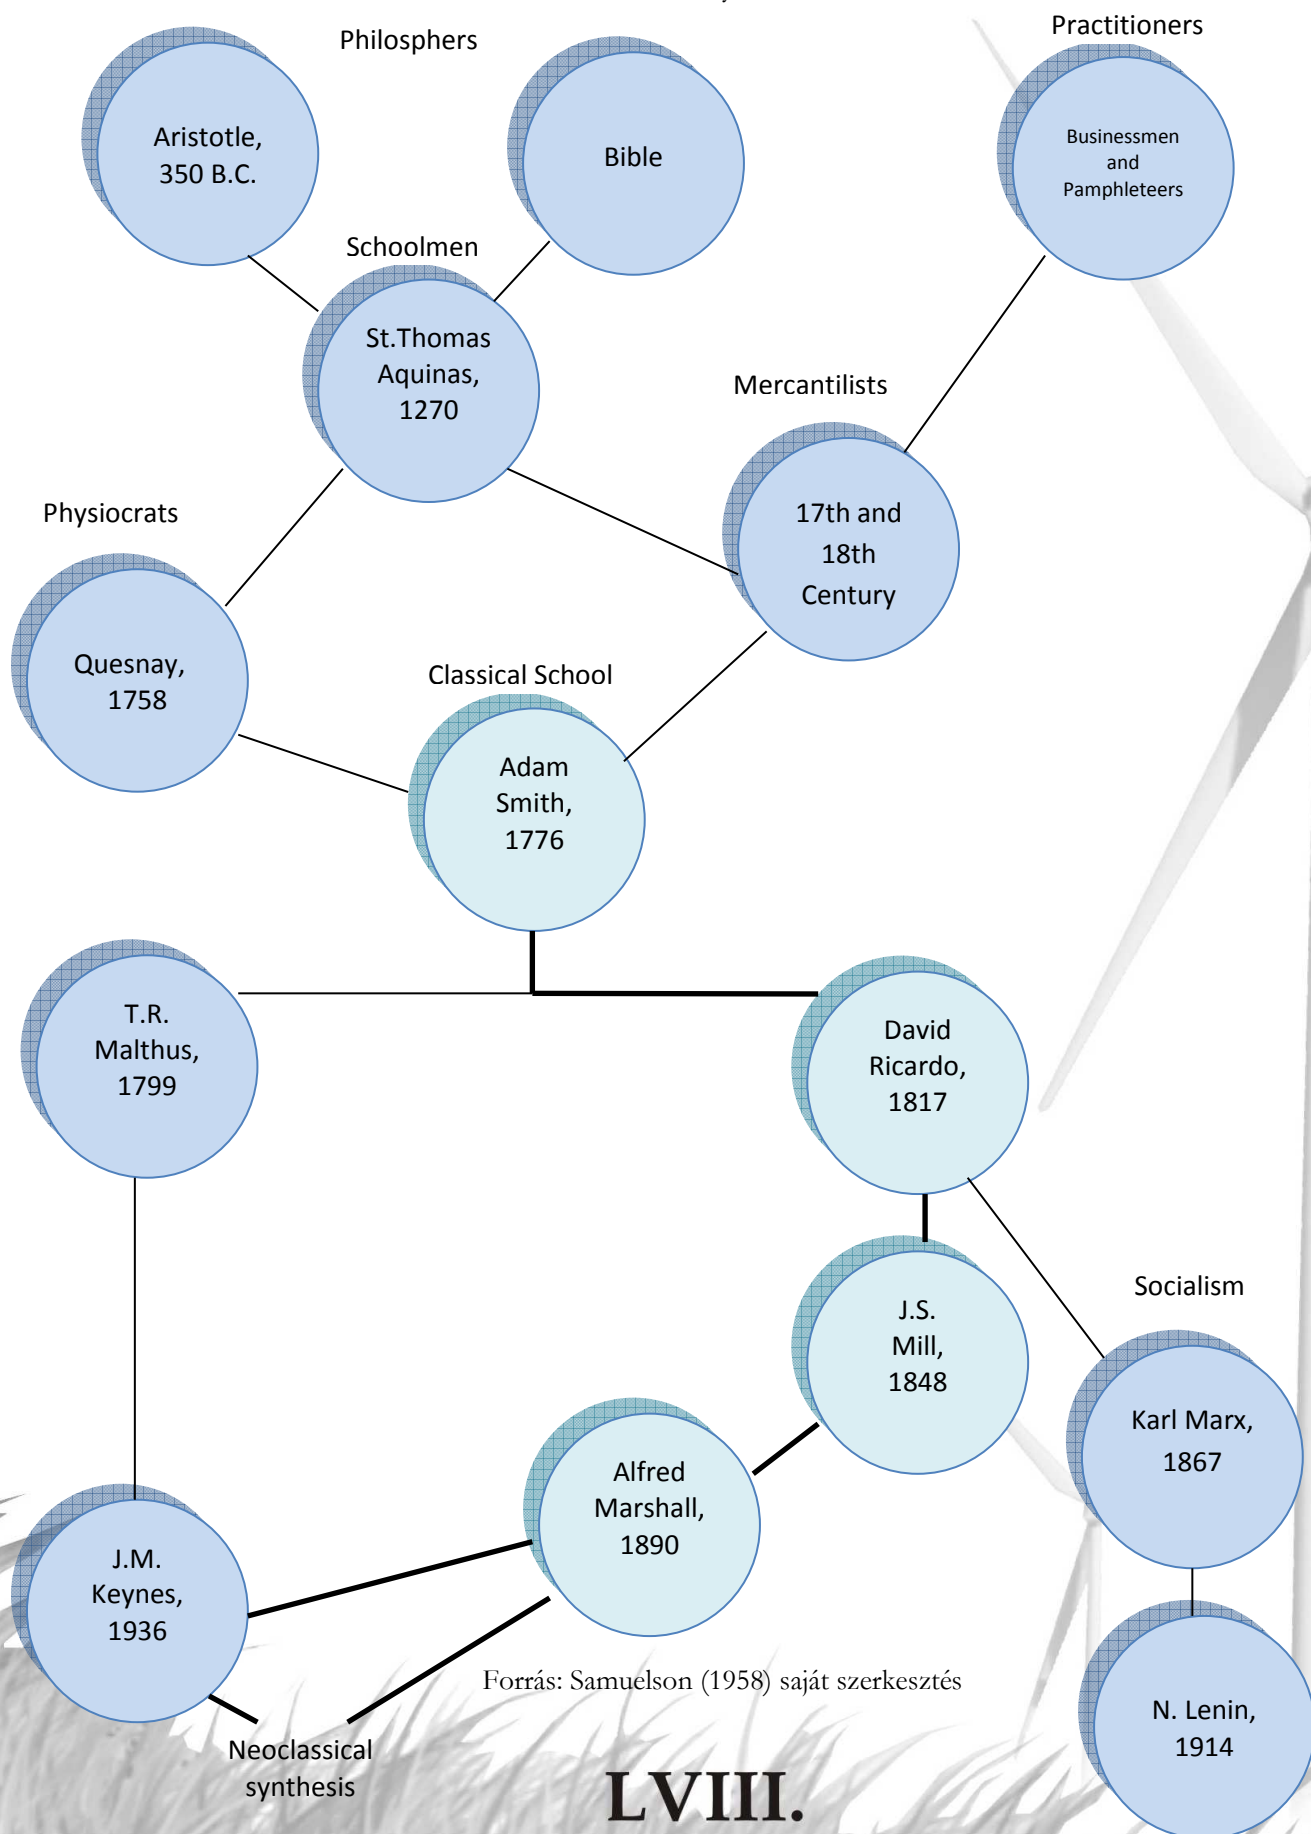 Philosphers
Practitioners
Aristotle,
350 B.C.
Bible
Businessmen
and
Pamphleteers
Schoolmen
St.Thomas
Aquinas,
1270
Mercantilists
17th and
18th
Century
Physiocrats
Quesnay,
1758
Classical School
Adam
Smith,
1776
T.R.
Malthus,
1799
David
Ricardo,
1817
J.S.
Mill,
1848
Socialism
Karl Marx,
1867
Alfred
Marshall,
1890
J.M.
Keynes,
1936
N. Lenin,
1914
Forrás: Samuelson (1958) saját szerkesztés
Neoclassical
synthesis
LVIII.